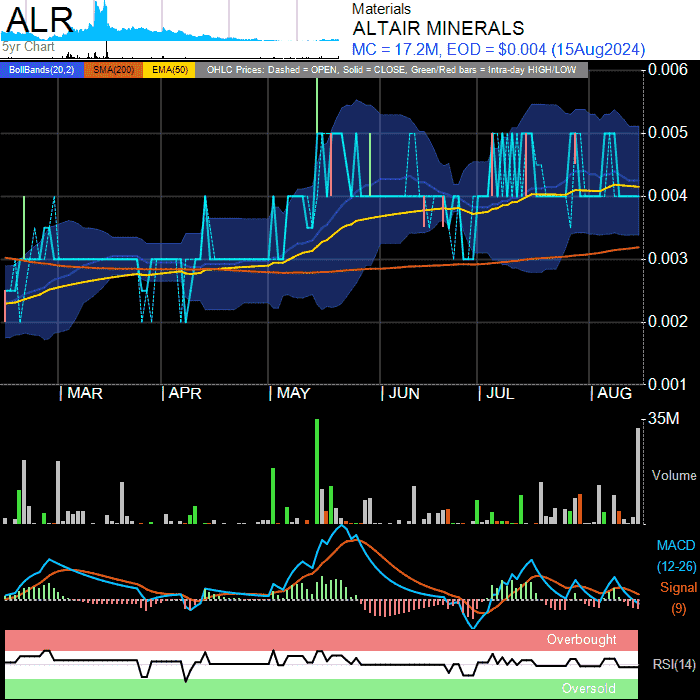 ALR
5yr Chart
Materials
ALTAIR MINERALS
MC = 17.2M, EOD = $0.004 (15Aug2024)
BollBands(20,2) SMA(200) EMA(50) OHLC Prices: Dashed = OPEN, Solid = CLOSE, Green/Red bars = Intra-day HIGH/LOW
0.006
0.005
0.004
0.003
0.002
0.001
MAR APR MAY JUN JUL AUG
35M
Volume
MACD
(12-26)
Signal
(9)
Overbought
RSI(14)
Oversold